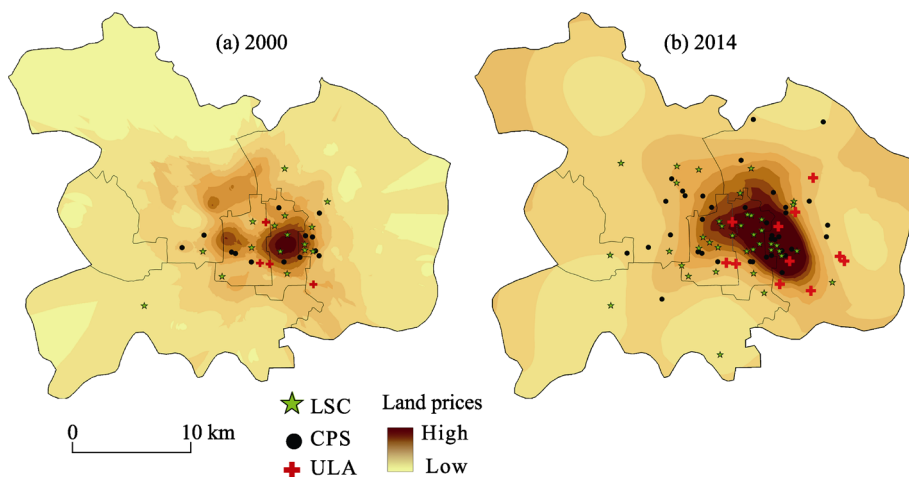 (a) 2000
(b) 2014
LSC
CPS
ULA
Land prices
High
Low
0 10 km